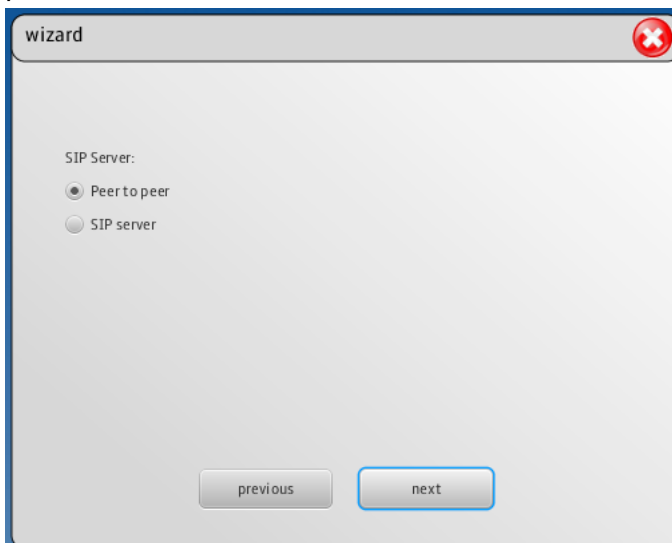 wizard
SIP Server:
Peer to peer
SIP server
previous
next